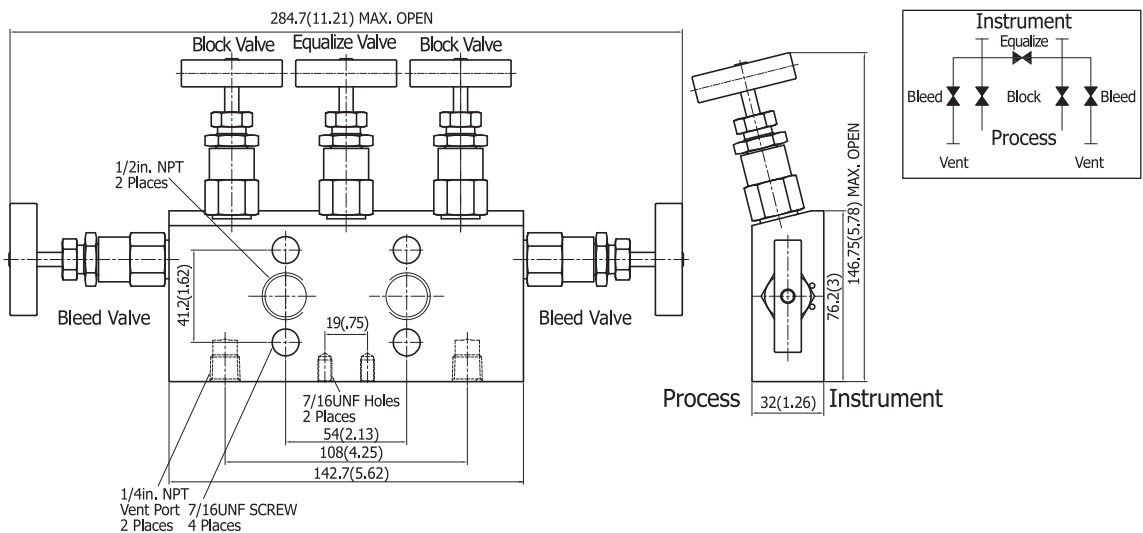 284.7(11.21) MAX. OPEN
Block Valve
Equalize Valve
Block Valve
1/2in. NPT
2 Places
41.2(1.62)
Bleed Valve
Bleed Valve
19(.75)
7/16UNF Holes
2 Places
54(2.13)
108(4.25)
142.7(5.62)
1/4in. NPT
Vent Port
2 Places
7/16UNF SCREW
4 Places
146.75(5.78) MAX. OPEN
76.2(3)
Process
32(1.26)
Instrument
Instrument
Equalize
Bleed
Block
Bleed
Process
Vent
Vent